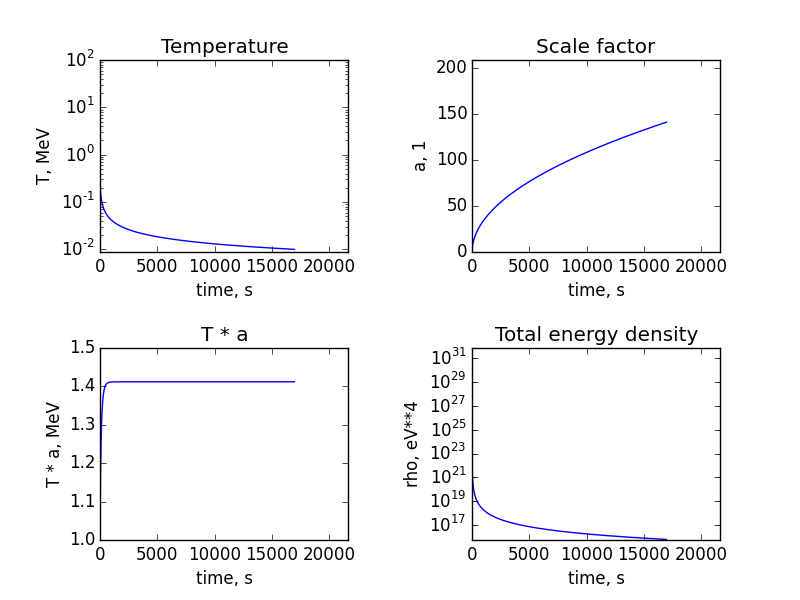 Temperature
10^2
10^1
10^0
10^-1
10^-2
T, MeV
0 5000 10000 15000 20000
time, s
Scale factor
200
150
100
50
0
a, 1
0 5000 10000 15000 20000
time, s
T * a
1.5
1.4
1.3
1.2
1.1
1.0
T * a, MeV
0 5000 10000 15000 20000
time, s
Total energy density
10^31
10^29
10^27
10^25
10^23
10^21
10^19
10^17
rho, eV**4
0 5000 10000 15000 20000
time, s